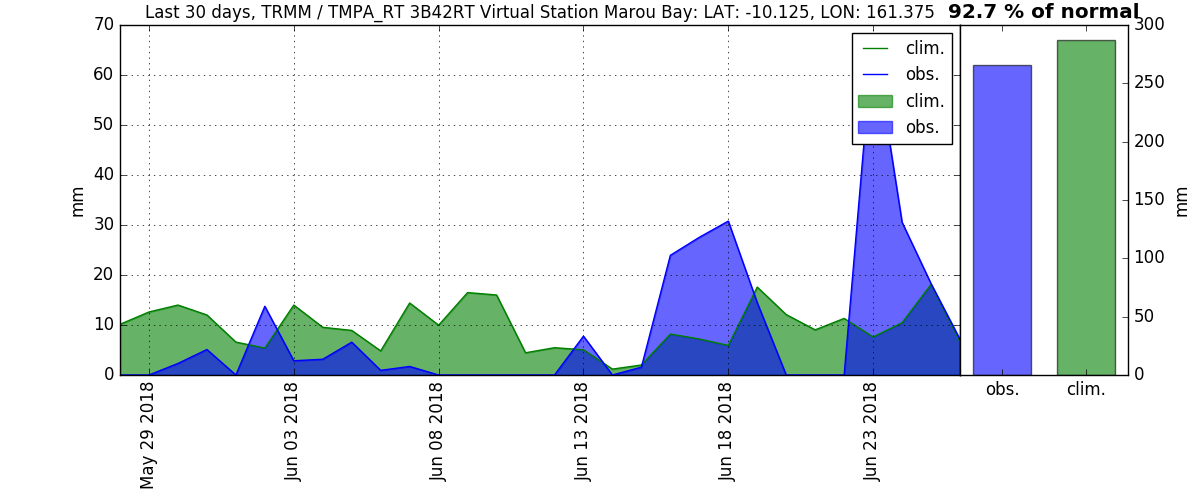 Last 30 days, TRMM / TMPA_RT 3B42RT Virtual Station Marou Bay: LAT: -10.125, LON: 161.375
92.7 % of normal
70
60
50
40
30
20
10
0
mm
clim.
obs.
clim.
obs.
May 29 2018
Jun 03 2018
Jun 08 2018
Jun 13 2018
Jun 18 2018
Jun 23 2018
300
250
200
150
100
50
0
mm
obs.
clim.